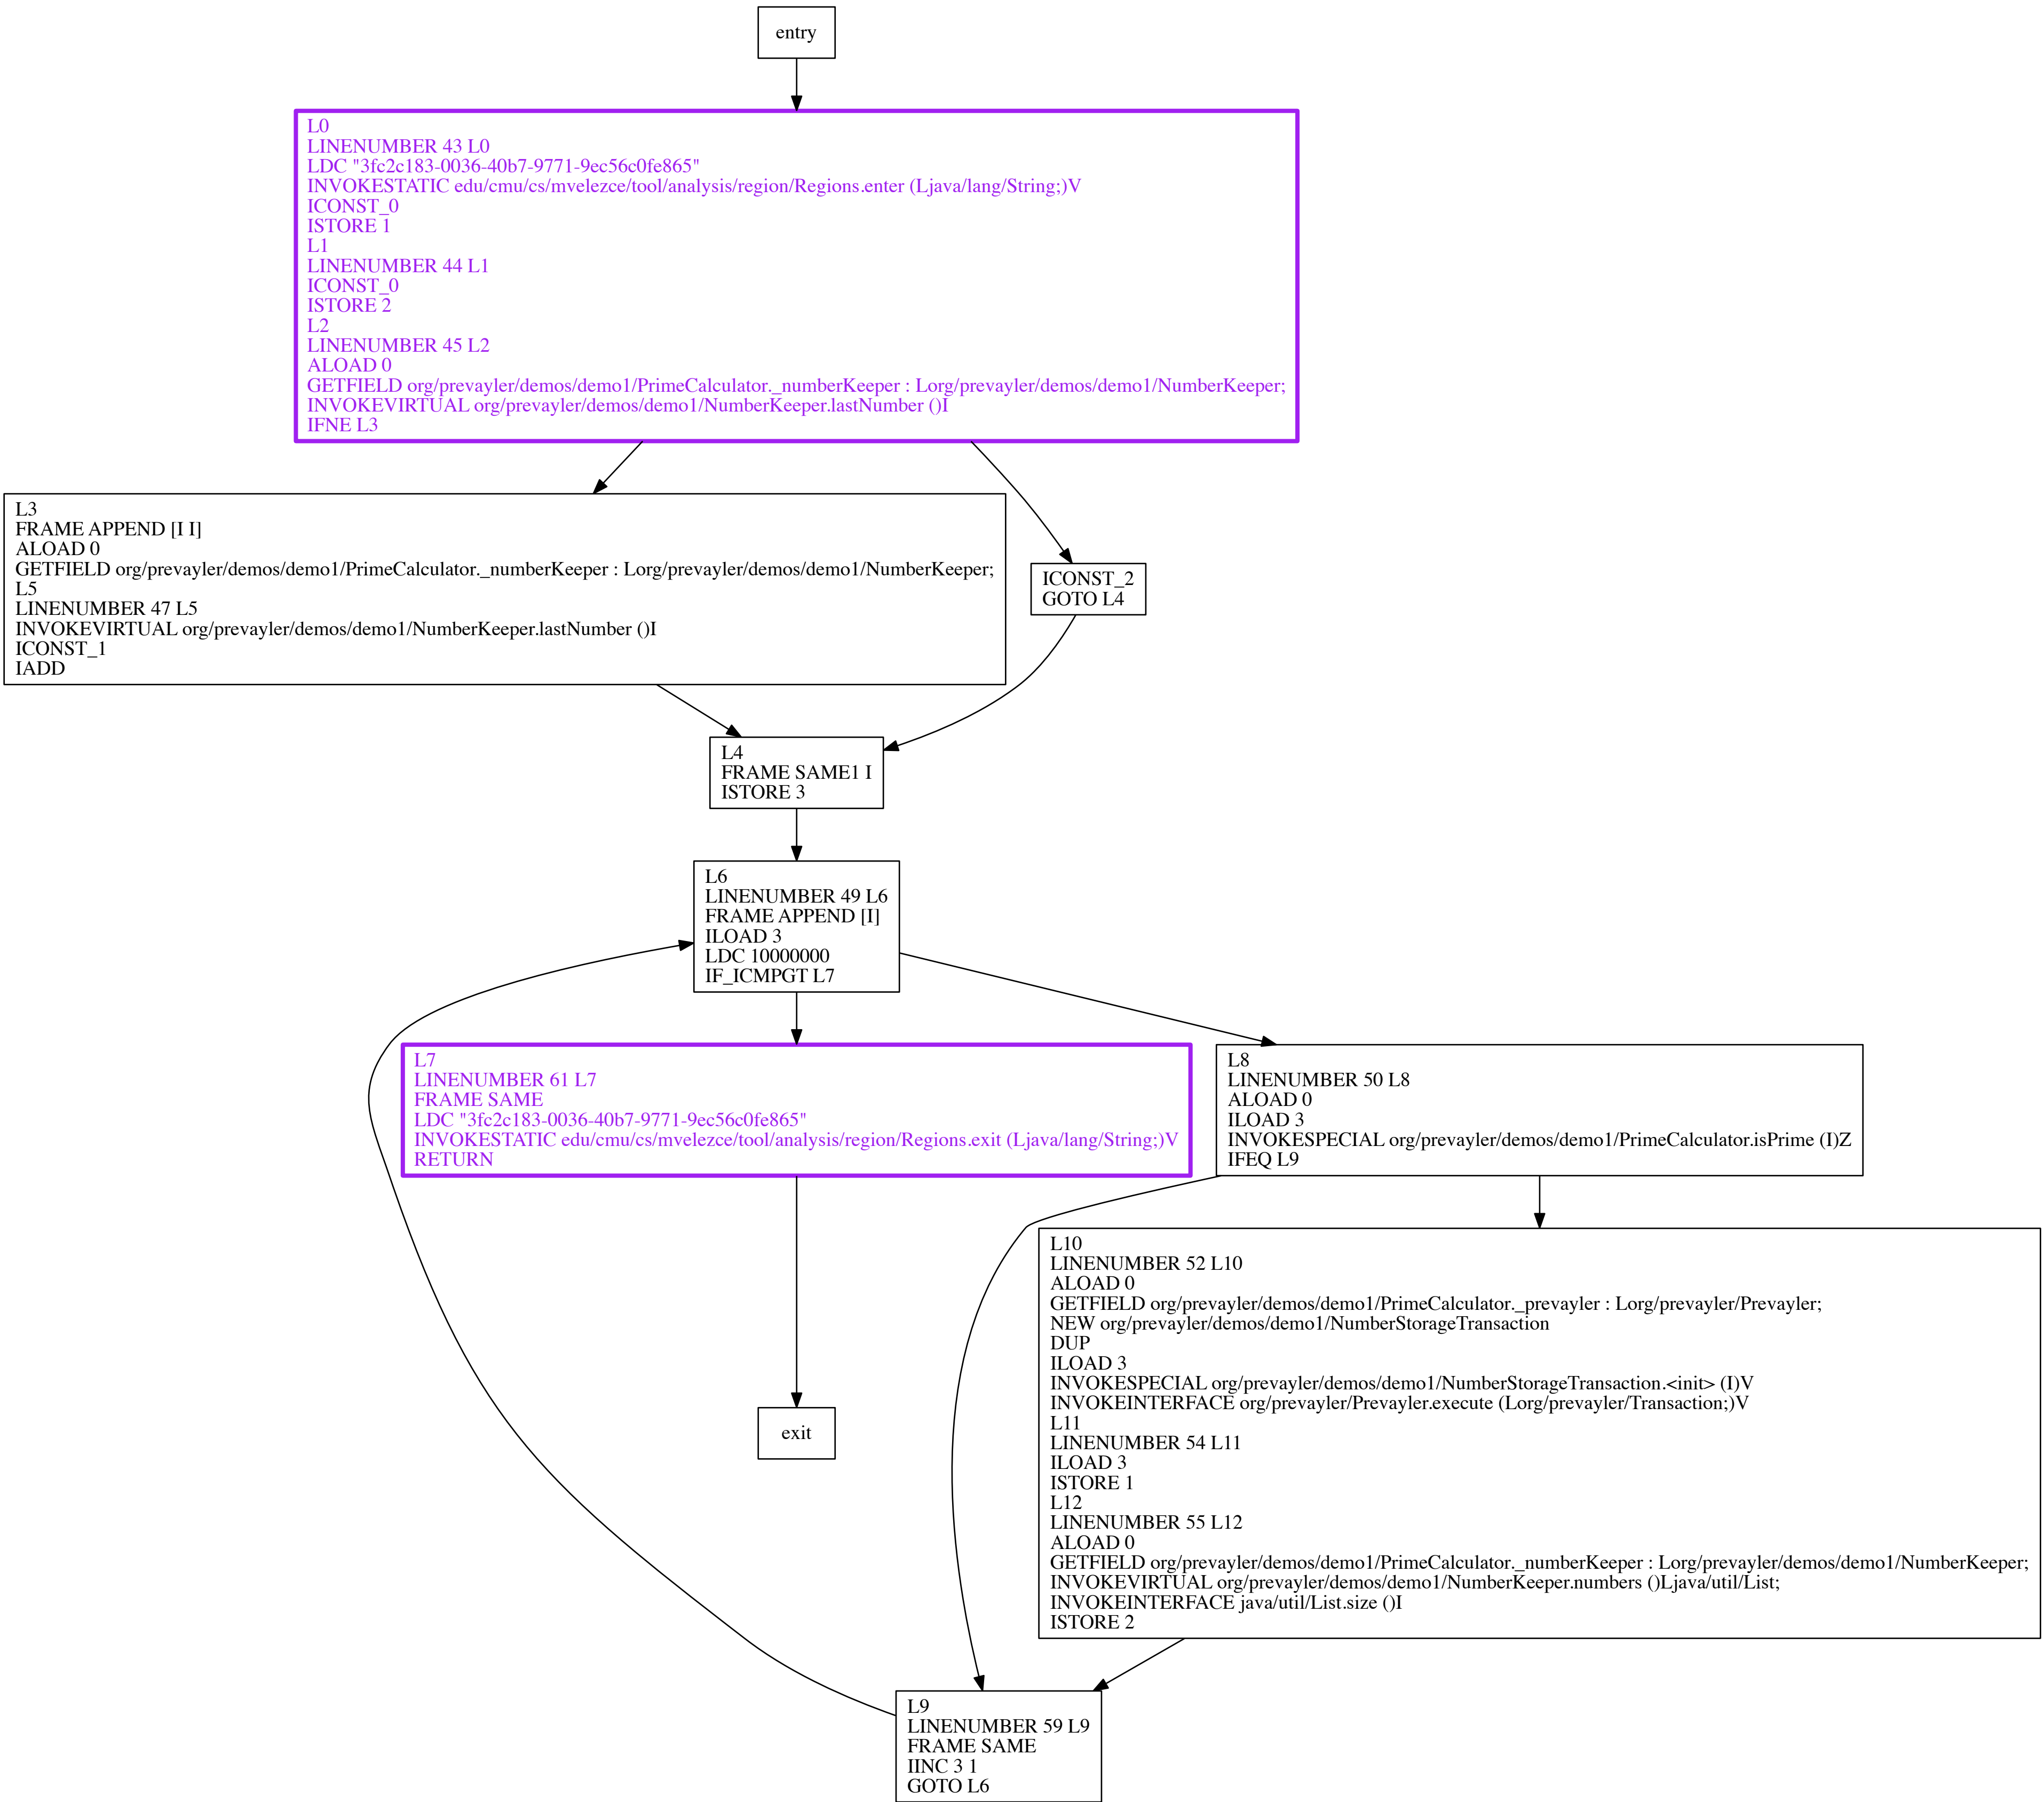 entry
L0
LINENUMBER 43 L0
LDC "3fc2c183-0036-40b7-9771-9ec56c0fe865"
INVOKESTATIC edu/cmu/cs/mvelezce/tool/analysis/region/Regions.enter (Ljava/lang/String;)V
ICONST_0
ISTORE 1
L1
LINENUMBER 44 L1
ICONST_0
ISTORE 2
L2
LINENUMBER 45 L2
ALOAD 0
GETFIELD org/prevayler/demos/demo1/PrimeCalculator._numberKeeper : Lorg/prevayler/demos/demo1/NumberKeeper;
INVOKEVIRTUAL org/prevayler/demos/demo1/NumberKeeper.lastNumber ()I
IFNE L3
L3
FRAME APPEND [I I]
ALOAD 0
GETFIELD org/prevayler/demos/demo1/PrimeCalculator._numberKeeper : Lorg/prevayler/demos/demo1/NumberKeeper;
L5
LINENUMBER 47 L5
INVOKEVIRTUAL org/prevayler/demos/demo1/NumberKeeper.lastNumber ()I
ICONST_1
IADD
ICONST_2
GOTO L4
L4
FRAME SAME1 I
ISTORE 3
L6
LINENUMBER 49 L6
FRAME APPEND [I]
ILOAD 3
LDC 10000000
IF_ICMPGT L7
L7
LINENUMBER 61 L7
FRAME SAME
LDC "3fc2c183-0036-40b7-9771-9ec56c0fe865"
INVOKESTATIC edu/cmu/cs/mvelezce/tool/analysis/region/Regions.exit (Ljava/lang/String;)V
RETURN
L8
LINENUMBER 50 L8
ALOAD 0
ILOAD 3
INVOKESPECIAL org/prevayler/demos/demo1/PrimeCalculator.isPrime (I)Z
IFEQ L9
L10
LINENUMBER 52 L10
ALOAD 0
GETFIELD org/prevayler/demos/demo1/PrimeCalculator._prevayler : Lorg/prevayler/Prevayler;
NEW org/prevayler/demos/demo1/NumberStorageTransaction
DUP
ILOAD 3
INVOKESPECIAL org/prevayler/demos/demo1/NumberStorageTransaction.<init> (I)V
INVOKEINTERFACE org/prevayler/Prevayler.execute (Lorg/prevayler/Transaction;)V
L11
LINENUMBER 54 L11
ILOAD 3
ISTORE 1
L12
LINENUMBER 55 L12
ALOAD 0
GETFIELD org/prevayler/demos/demo1/PrimeCalculator._numberKeeper : Lorg/prevayler/demos/demo1/NumberKeeper;
INVOKEVIRTUAL org/prevayler/demos/demo1/NumberKeeper.numbers ()Ljava/util/List;
INVOKEINTERFACE java/util/List.size ()I
ISTORE 2
exit
L9
LINENUMBER 59 L9
FRAME SAME
IINC 3 1
GOTO L6